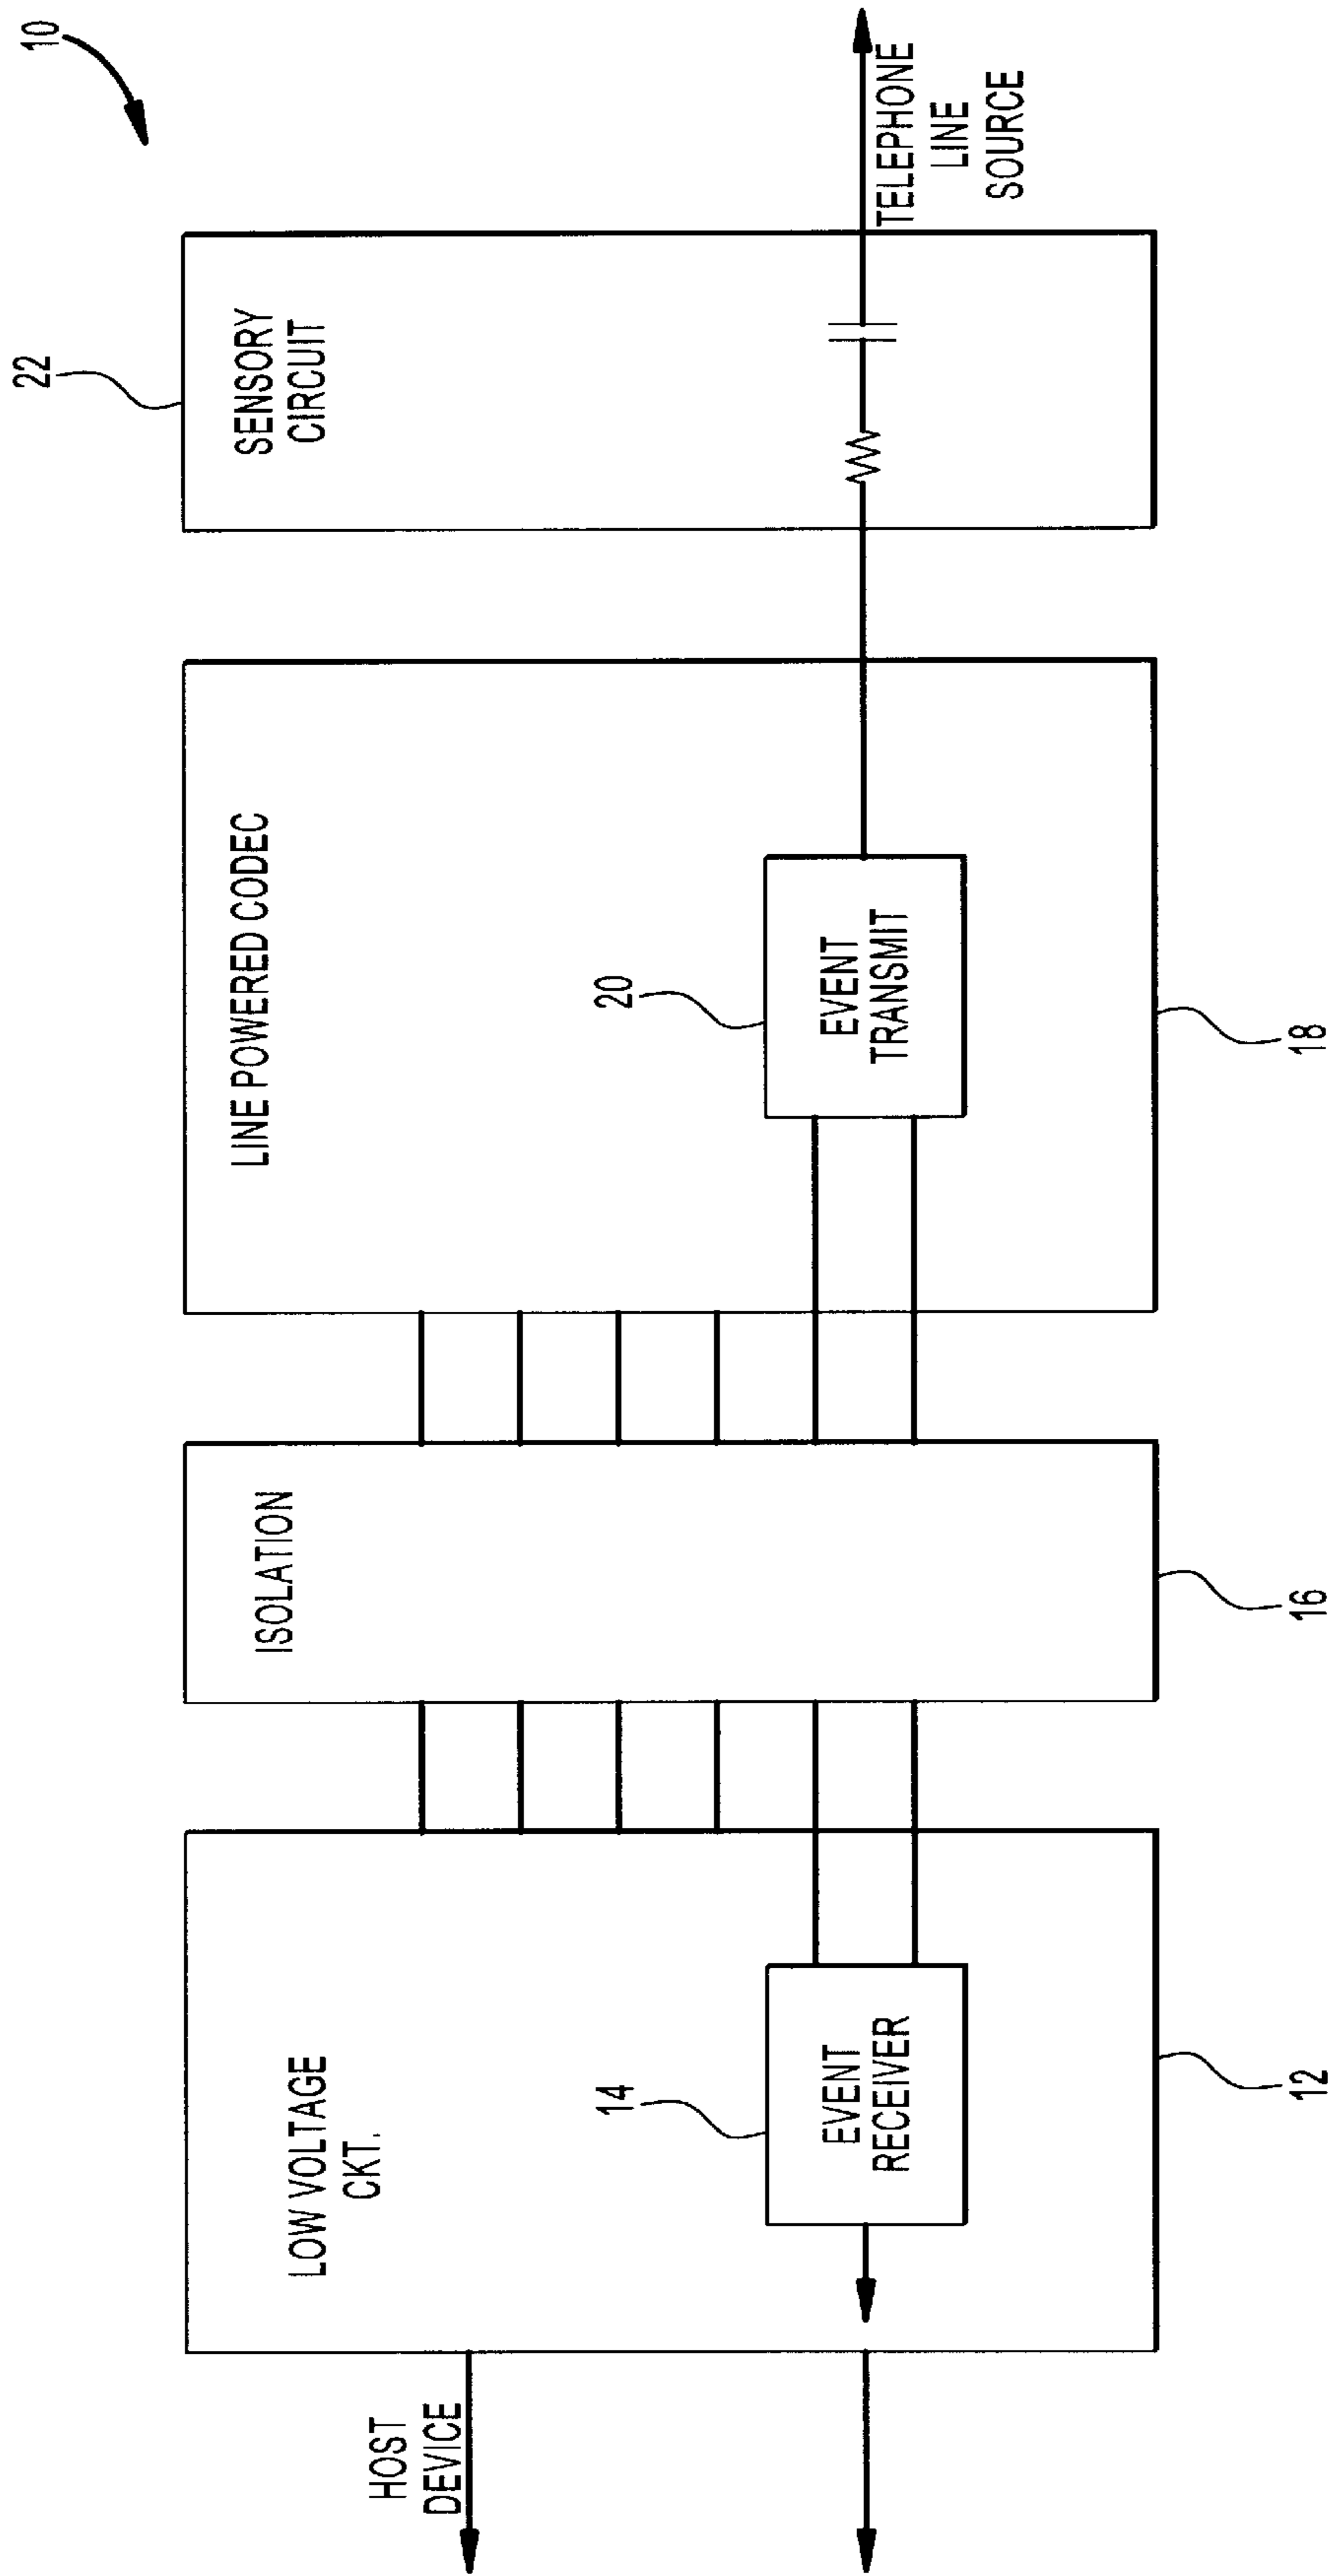 10
22
SENSORY
CIRCUIT
TELEPHONE
LINE
SOURCE
LINE POWERED CODEC
20
EVENT
TRANSMIT
18
ISOLATION
16
LOW VOLTAGE
CKT.
14
EVENT
RECEIVER
12
HOST
DEVICE